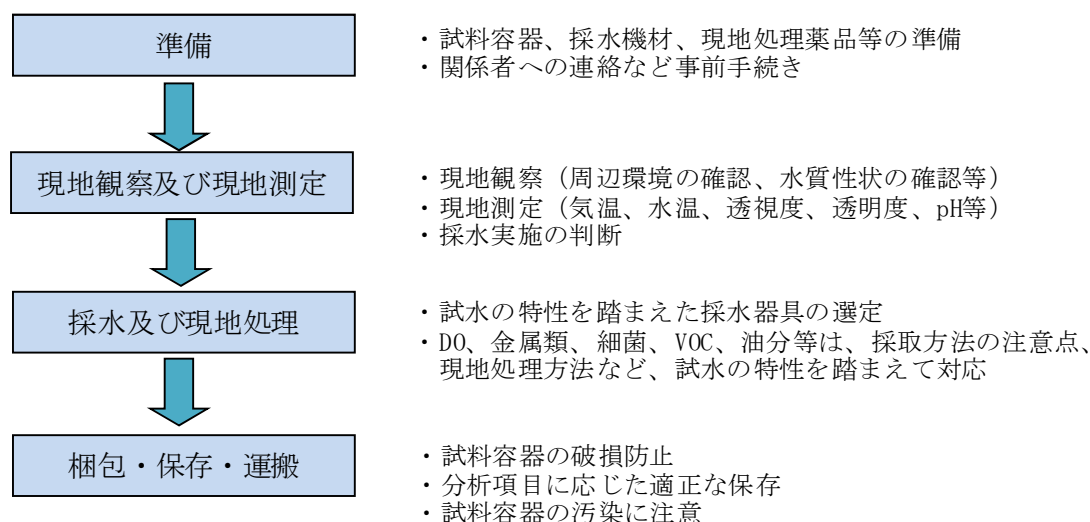 準備
・試料容器、採水機材、現地処理薬品等の準備
・関係者への連絡など事前手続き
現地観察及び現地測定
・現地観察（周辺環境の確認、水質性状の確認等）
・現地測定（気温、水温、透視度、透明度、pH等）
・採水実施の判断
採水及び現地処理
・試水の特性を踏まえた採水器具の選定
・DO、金属類、細菌、VOC、油分等は、採取方法の注意点、
現地処理方法など、試水の特性を踏まえて対応
梱包・保存・運搬
・試料容器の破損防止
・分析項目に応じた適正な保存
・試料容器の汚染に注意